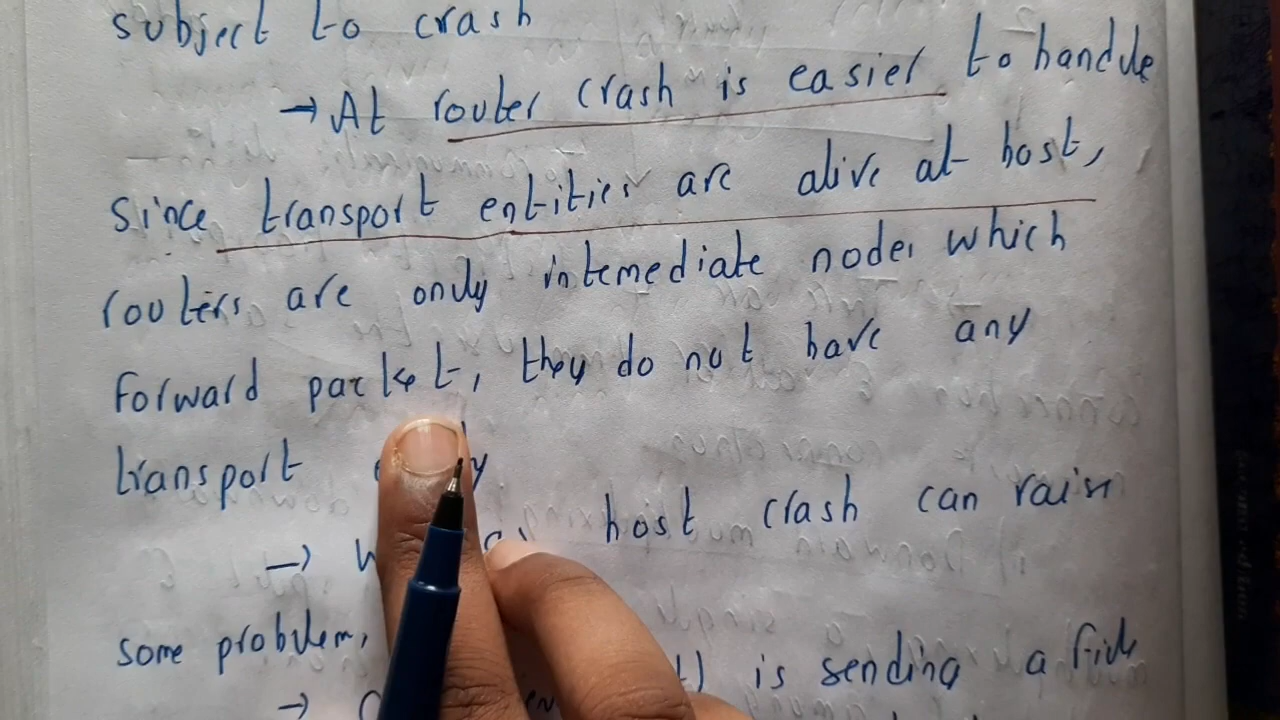 subject to crash
→ At router crash is easier to handle
since transport entities are alive at host,
routers are only intemediate nodes which
forward packet, they do not have any
transport
→ host crash can raise
some problem, is sending a file
→